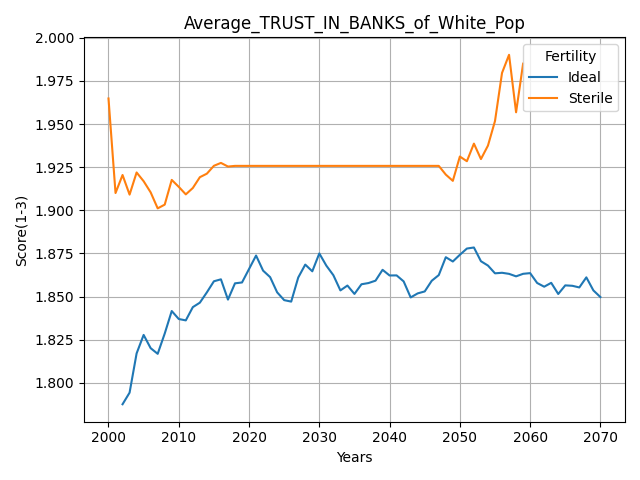 Average_TRUST_IN_BANKS_of_White_Pop
2.000
1.975
1.950
1.925
1.900
1.875
1.850
1.825
1.800
Score(1-3)
Fertility
Ideal
Sterile
2000 2010 2020 2030 2040 2050 2060 2070
Years